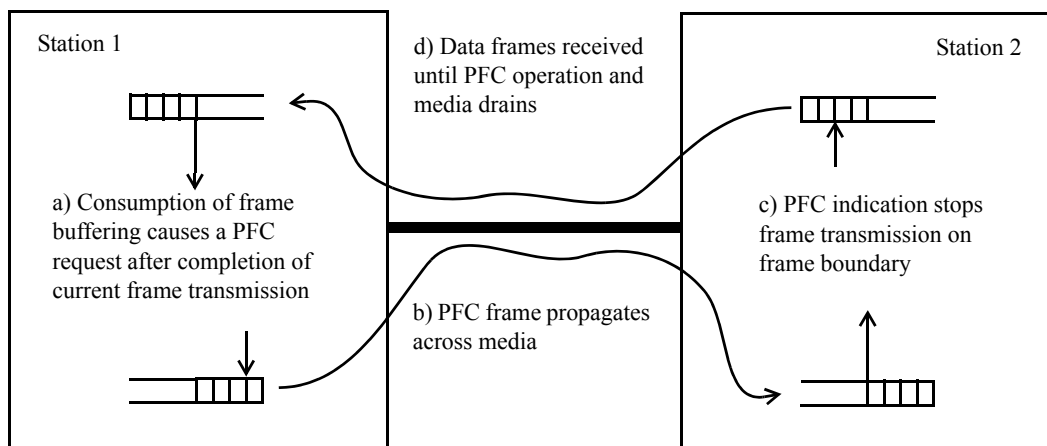 Station 1
d) Data frames received
until PFC operation and
media drains
Station 2
a) Consumption of frame
buffering causes a PFC
request after completion of
current frame transmission
c) PFC indication stops
frame transmission on
frame boundary
b) PFC frame propagates
across media